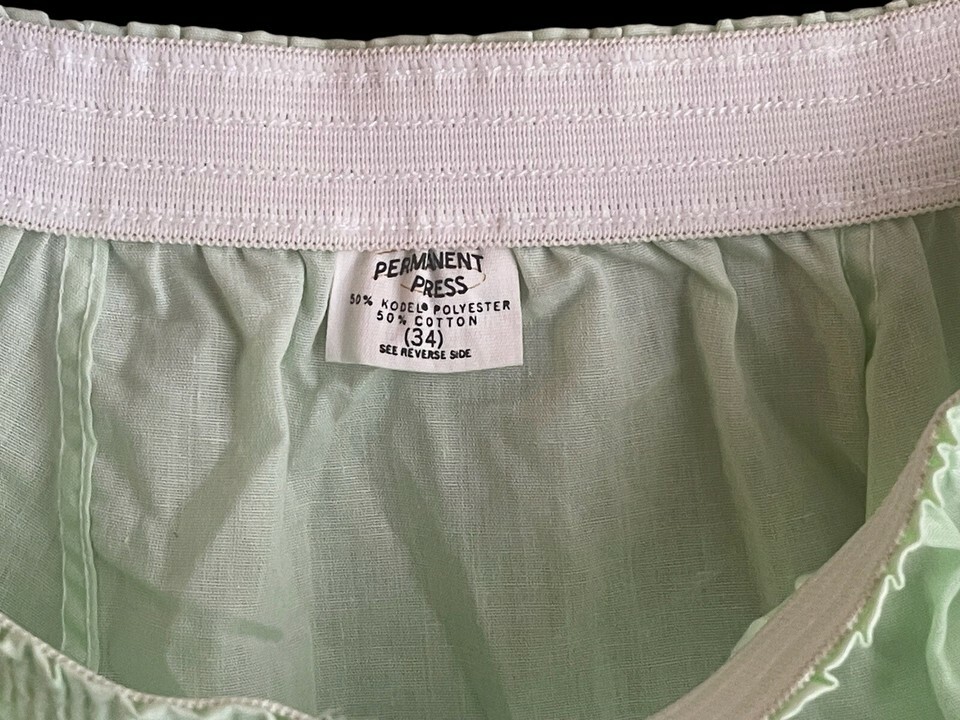 PERMANENT
PRESS
50% KODEL® POLYESTER
50% COTTON
(34)
SEE REVERSE SIDE